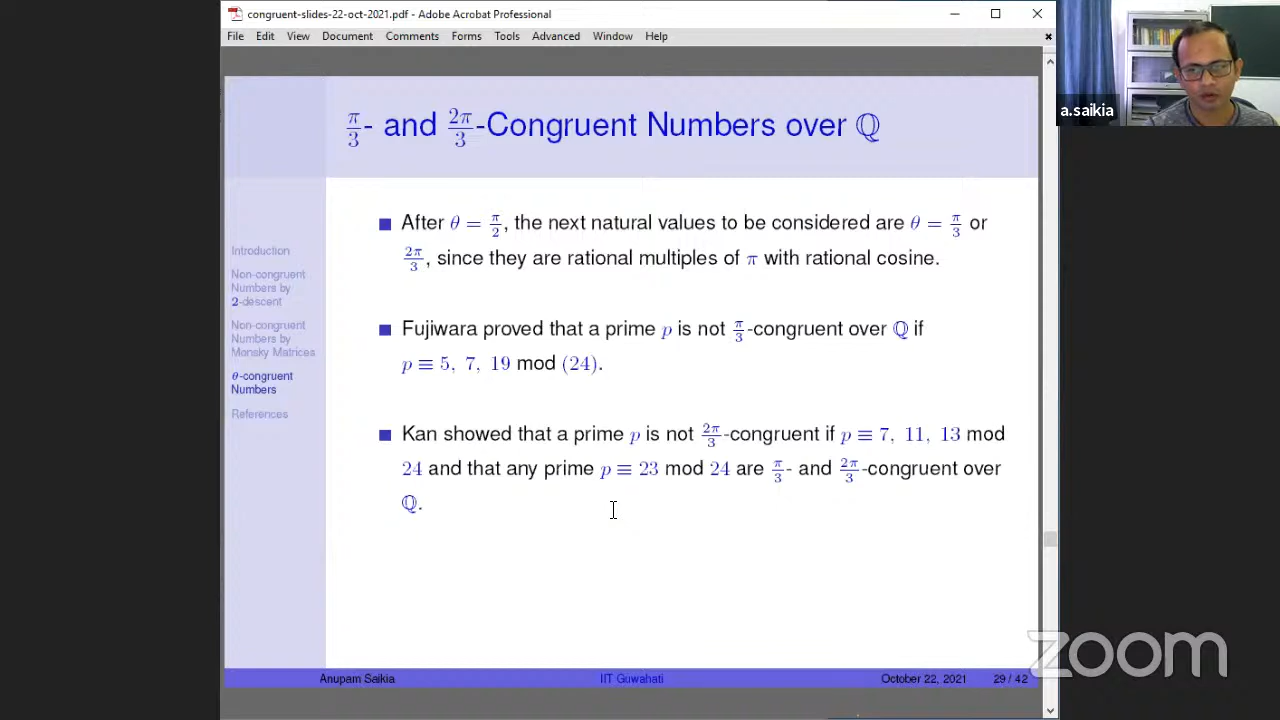 congruent-slides-22-oct-2021.pdf - Adobe Acrobat Professional
File Edit View Document Comments Forms Tools Advanced Window Help
a.saikia
π/3- and 2π/3-Congruent Numbers over ℚ
Introduction
Non-congruent
Numbers by
2-descent
Non-congruent
Numbers by
Monsky Matrices
θ-congruent
Numbers
References
After θ = π/2, the next natural values to be considered are θ = π/3 or
2π/3, since they are rational multiples of π with rational cosine.
Fujiwara proved that a prime p is not π/3-congruent over ℚ if
p ≡ 5, 7, 19 mod (24).
Kan showed that a prime p is not 2π/3-congruent if p ≡ 7, 11, 13 mod
24 and that any prime p ≡ 23 mod 24 are π/3- and 2π/3-congruent over
ℚ.
Anupam Saikia IIT Guwahati October 22, 2021 29 / 42
zoom